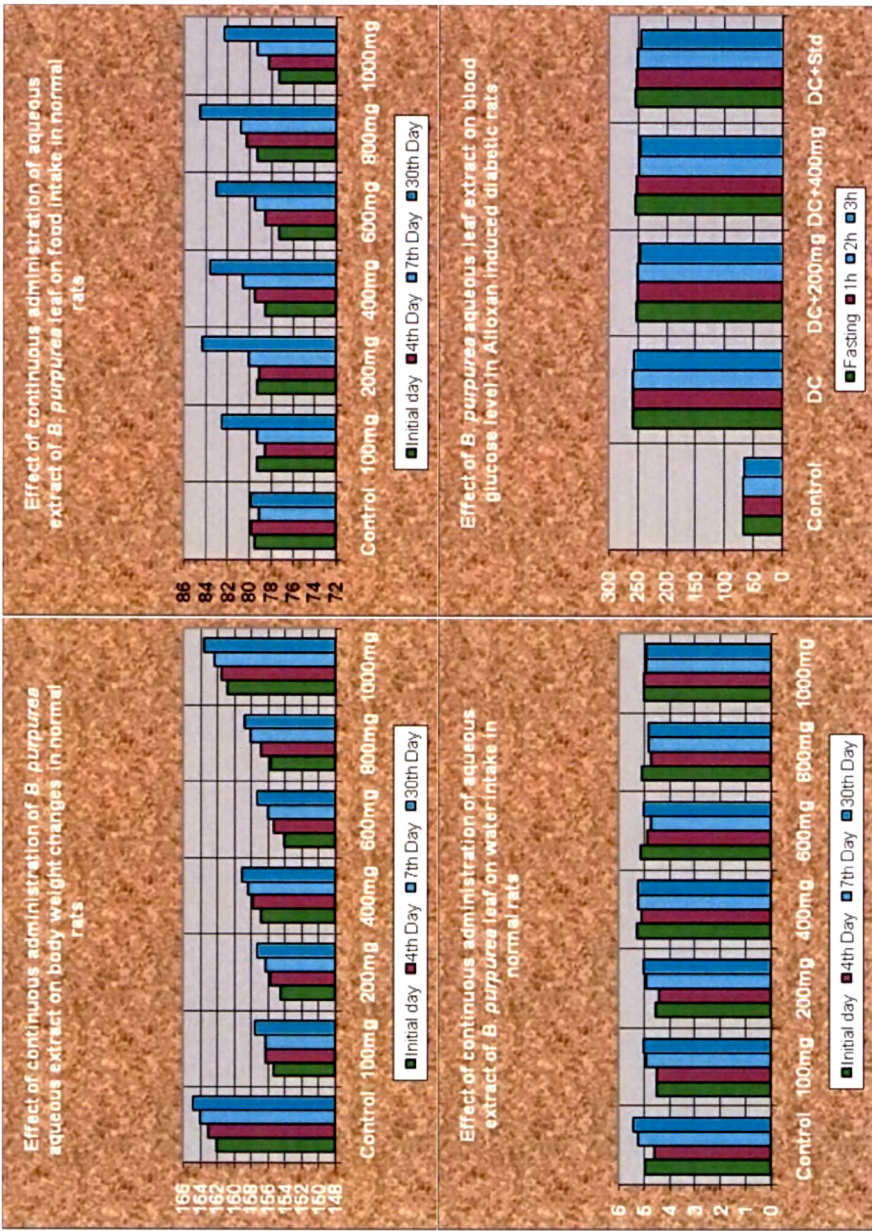 Effect of continuous administration of B. purpurea
aqueous extract on body weight changes in normal
rats
166
164
162
160
158
156
154
152
150
148
Control 100mg 200mg 400mg 600mg 800mg 1000mg
Initial day 4th Day 7th Day 30th Day
Effect of continuous administration of aqueous
extract of B. purpurea leaf on food intake in normal
rats
86
84
82
80
78
76
74
72
Control 100mg 200mg 400mg 600mg 800mg 1000mg
Initial day 4th Day 7th Day 30th Day
Effect of continuous administration of aqueous
extract of B. purpurea leaf on water intake in
normal rats
6
5
4
3
2
1
0
Control 100mg 200mg 400mg 600mg 800mg 1000mg
Initial day 4th Day 7th Day 30th Day
Effect of B. purpurea aqueous leaf extract on blood
glucose level in Alloxan induced diabetic rats
300
250
200
150
100
50
0
Control DC DC+200mg DC+400mg DC+Std
Fasting 1h 2h 3h